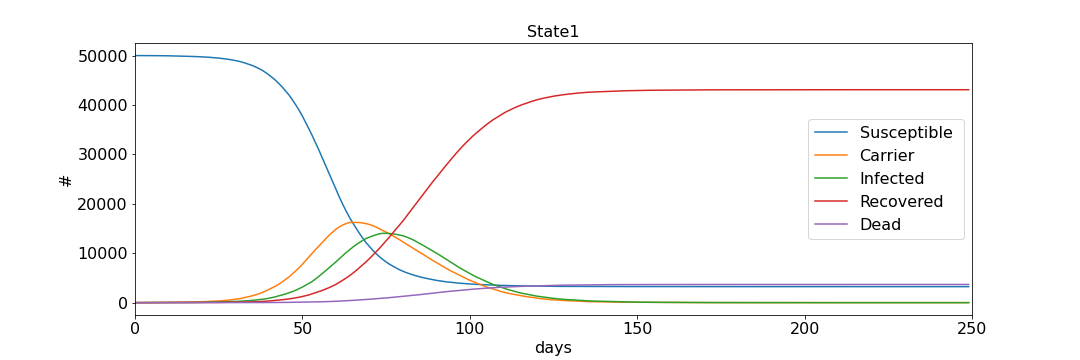 State1
50000
40000
30000
20000
10000
0
#
Susceptible
Carrier
Infected
Recovered
Dead
0 50 100 150 200 250
days